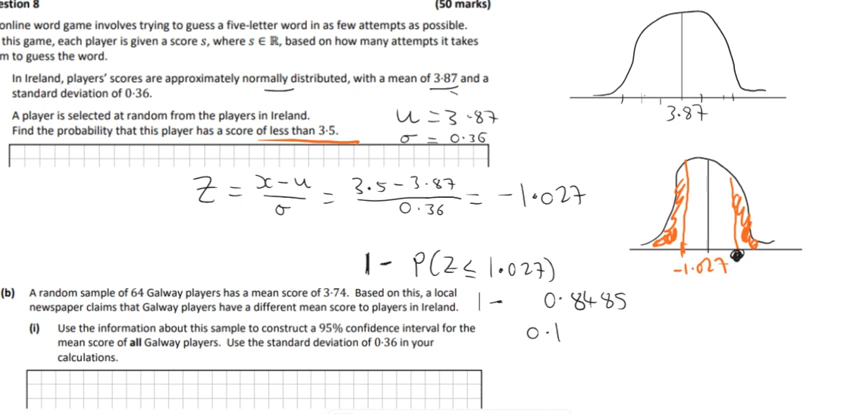 estion 8 (50 marks)
online word game involves trying to guess a five-letter word in as few attempts as possible.
this game, each player is given a score s, where s ∈ ℝ, based on how many attempts it takes
m to guess the word.
In Ireland, players' scores are approximately normally distributed, with a mean of 3·87 and a
standard deviation of 0·36.
A player is selected at random from the players in Ireland.
Find the probability that this player has a score of less than 3·5.
u = 3·87
σ = 0·36
3·87
Z = x-u/σ = 3·5-3·87/0·36 = -1·027
-1·027
1 - P(Z ≤ 1·027)
1 - 0·8485
0·1
(b) A random sample of 64 Galway players has a mean score of 3·74. Based on this, a local
newspaper claims that Galway players have a different mean score to players in Ireland.
(i) Use the information about this sample to construct a 95% confidence interval for the
mean score of all Galway players. Use the standard deviation of 0·36 in your
calculations.